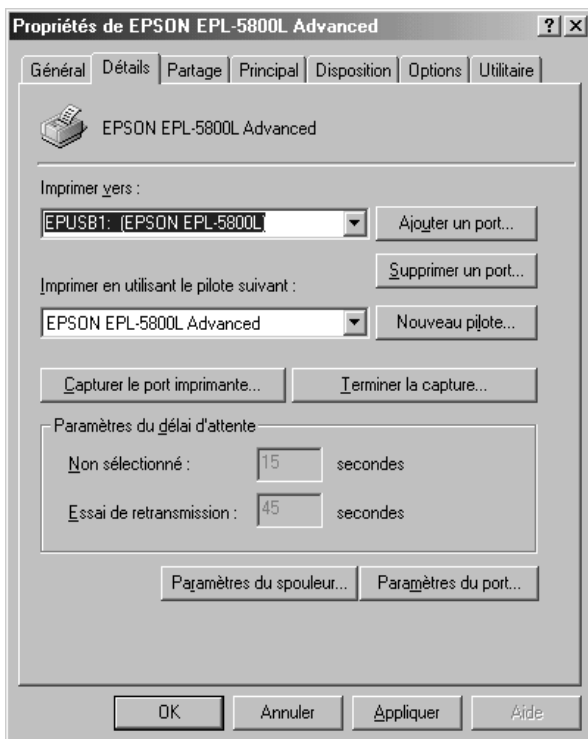 Propriétés de EPSON EPL-5800L Advanced
Général Détails Partage Principal Disposition Options Utilitaire
EPSON EPL-5800L Advanced
Imprimer vers :
EPUSB1: (EPSON EPL-5800L)
Ajouter un port...
Supprimer un port...
Imprimer en utilisant le pilote suivant :
EPSON EPL-5800L Advanced
Nouveau pilote...
Capturer le port imprimante...
Terminer la capture...
Paramètres du délai d'attente
Non sélectionné : 15 secondes
Essai de retransmission : 45 secondes
Paramètres du spouleur... Paramètres du port...
OK Annuler Appliquer Aide